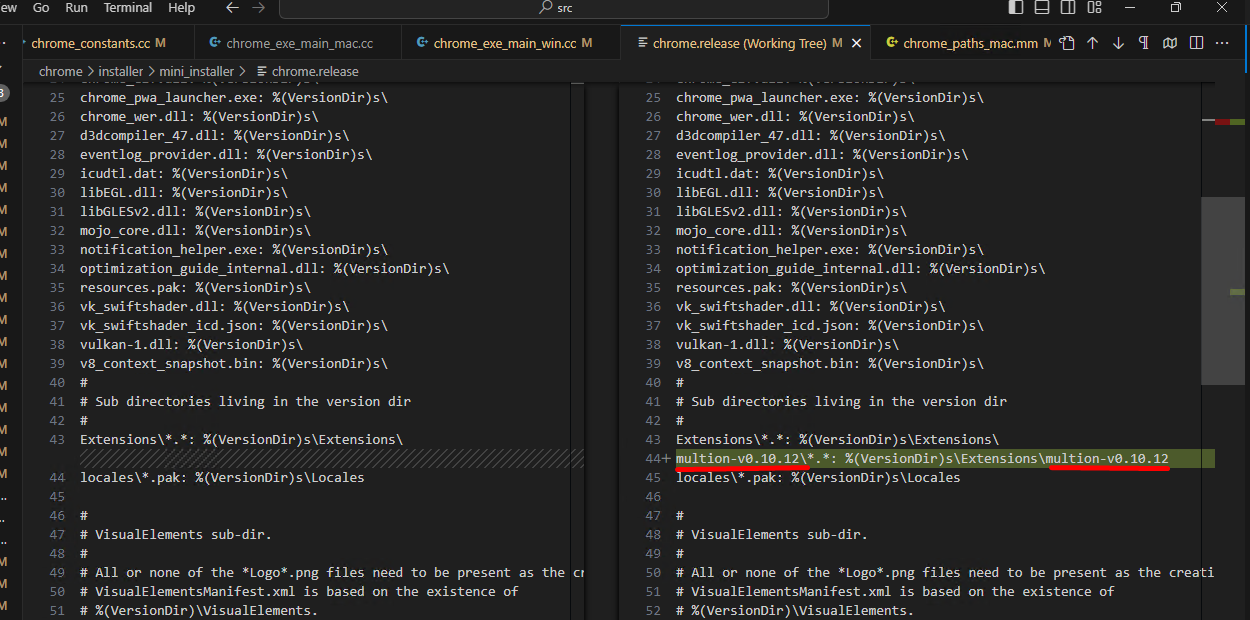 ew Go Run Terminal Help ← → src
chrome_constants.cc M chrome_exe_main_mac.cc chrome_exe_main_win.cc M chrome.release (Working Tree) M chrome_paths_mac.mm M
chrome > installer > mini_installer > chrome.release
25 chrome_pwa_launcher.exe: %(VersionDir)s\
26 chrome_wer.dll: %(VersionDir)s\
27 d3dcompiler_47.dll: %(VersionDir)s\
28 eventlog_provider.dll: %(VersionDir)s\
29 icudtl.dat: %(VersionDir)s\
30 libEGL.dll: %(VersionDir)s\
31 libGLESv2.dll: %(VersionDir)s\
32 mojo_core.dll: %(VersionDir)s\
33 notification_helper.exe: %(VersionDir)s\
34 optimization_guide_internal.dll: %(VersionDir)s\
35 resources.pak: %(VersionDir)s\
36 vk_swiftshader.dll: %(VersionDir)s\
37 vk_swiftshader_icd.json: %(VersionDir)s\
38 vulkan-1.dll: %(VersionDir)s\
39 v8_context_snapshot.bin: %(VersionDir)s\
40 #
41 # Sub directories living in the version dir
42 #
43 Extensions\*.*: %(VersionDir)s\Extensions\
44 locales\*.pak: %(VersionDir)s\Locales
45
46 #
47 # VisualElements sub-dir.
48 #
49 # All or none of the *Logo*.png files need to be present as the cr
50 # VisualElementsManifest.xml is based on the existence of
51 # %(VersionDir)\VisualElements.
25 chrome_pwa_launcher.exe: %(VersionDir)s\
26 chrome_wer.dll: %(VersionDir)s\
27 d3dcompiler_47.dll: %(VersionDir)s\
28 eventlog_provider.dll: %(VersionDir)s\
29 icudtl.dat: %(VersionDir)s\
30 libEGL.dll: %(VersionDir)s\
31 libGLESv2.dll: %(VersionDir)s\
32 mojo_core.dll: %(VersionDir)s\
33 notification_helper.exe: %(VersionDir)s\
34 optimization_guide_internal.dll: %(VersionDir)s\
35 resources.pak: %(VersionDir)s\
36 vk_swiftshader.dll: %(VersionDir)s\
37 vk_swiftshader_icd.json: %(VersionDir)s\
38 vulkan-1.dll: %(VersionDir)s\
39 v8_context_snapshot.bin: %(VersionDir)s\
40 #
41 # Sub directories living in the version dir
42 #
43 Extensions\*.*: %(VersionDir)s\Extensions\
44+ multion-v0.10.12\*.*: %(VersionDir)s\Extensions\multion-v0.10.12
45 locales\*.pak: %(VersionDir)s\Locales
46
47 #
48 # VisualElements sub-dir.
49 #
50 # All or none of the *Logo*.png files need to be present as the creati
51 # VisualElementsManifest.xml is based on the existence of
52 # %(VersionDir)\VisualElements.